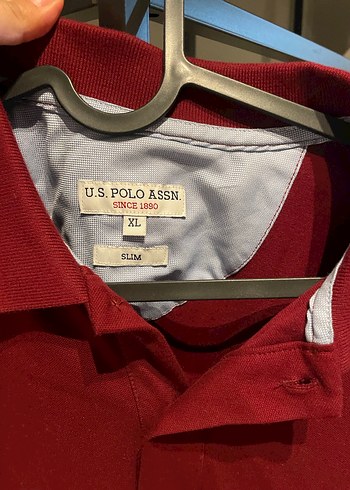 U.S. POLO ASSN.
SINCE 1890
XL
SLIM